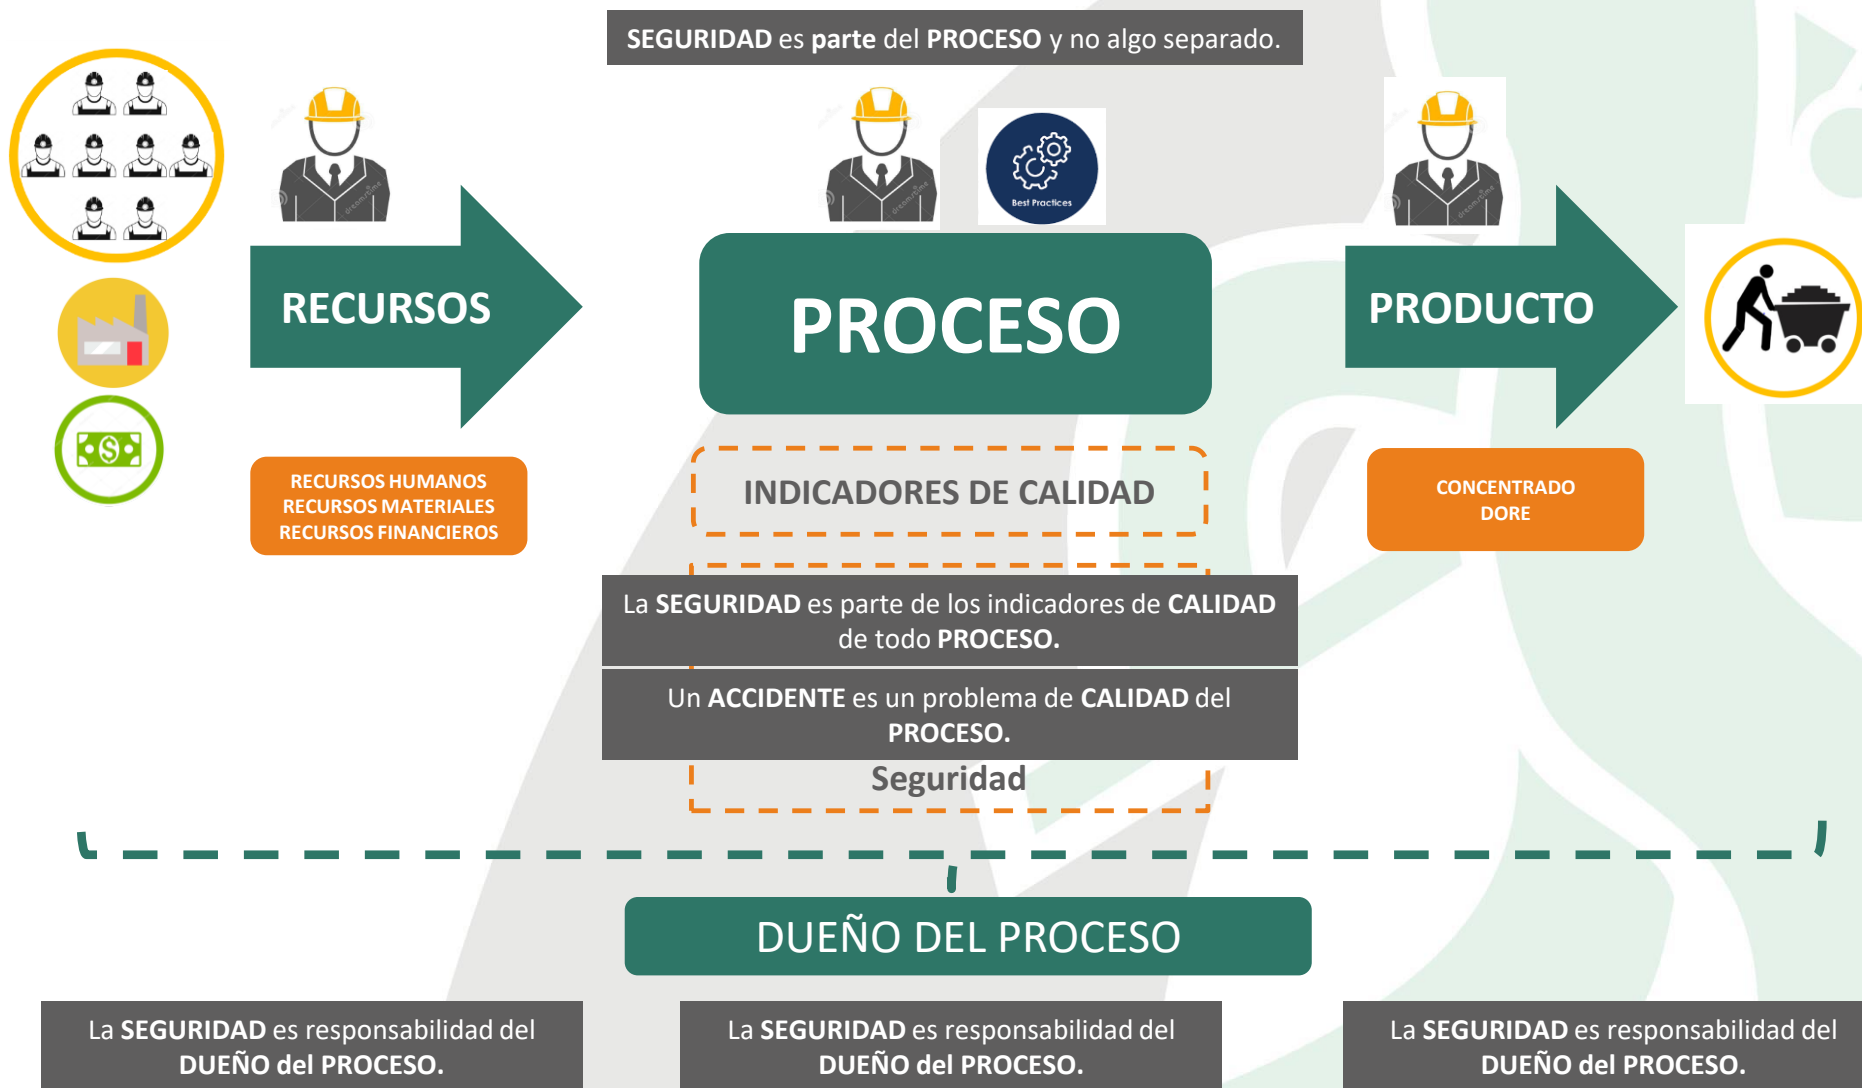 SEGURIDAD es parte del PROCESO y no algo separado.
Best Practices
RECURSOS
PROCESO
PRODUCTO
RECURSOS HUMANOS
RECURSOS MATERIALES
RECURSOS FINANCIEROS
INDICADORES DE CALIDAD
CONCENTRADO
DORE
La SEGURIDAD es parte de los indicadores de CALIDAD
de todo PROCESO.
Un ACCIDENTE es un problema de CALIDAD del
PROCESO.
Seguridad
DUEÑO DEL PROCESO
La SEGURIDAD es responsabilidad del
DUEÑO del PROCESO.
La SEGURIDAD es responsabilidad del
DUEÑO del PROCESO.
La SEGURIDAD es responsabilidad del
DUEÑO del PROCESO.